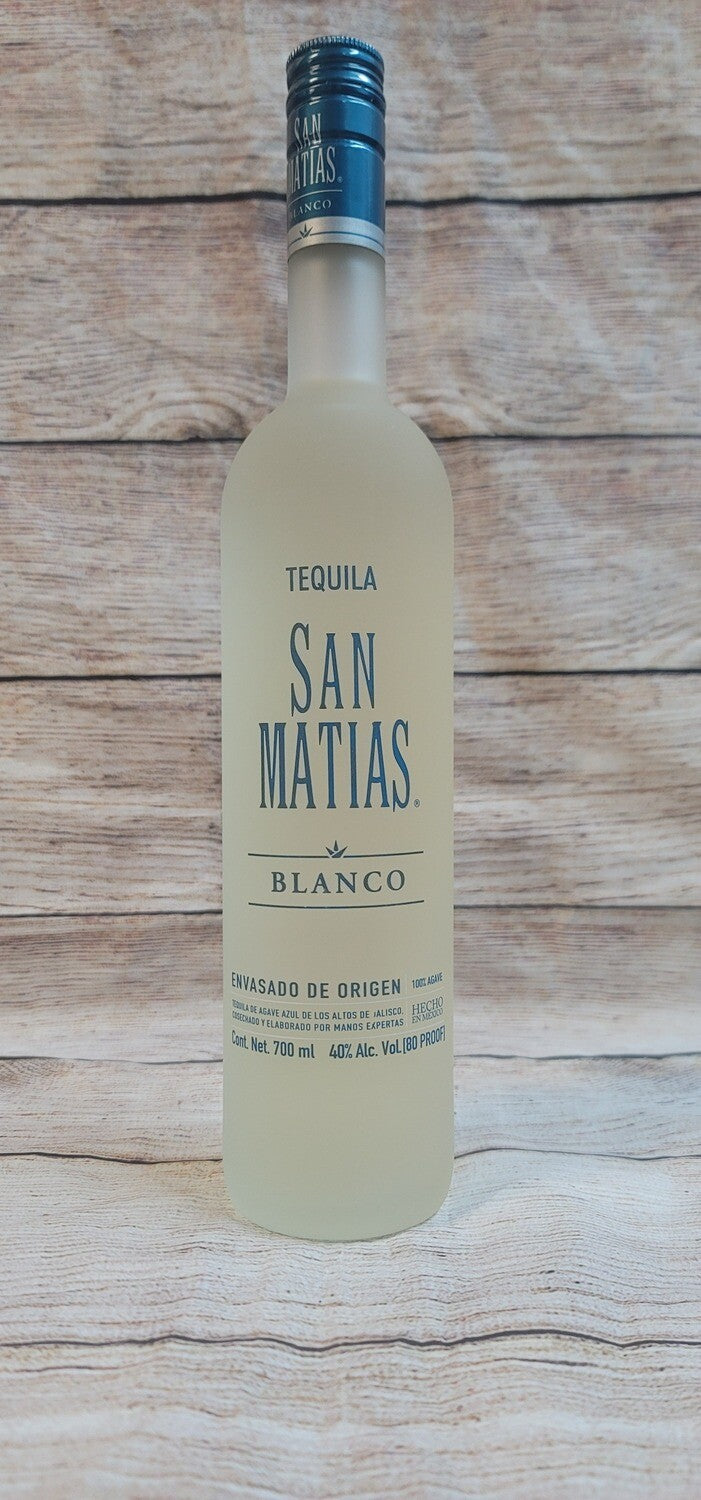 SAN
MATIAS®
BLANCO
TEQUILA
SAN
MATIAS®
BLANCO
ENVASADO DE ORIGEN 100% AGAVE
TEQUILA DE AGAVE AZUL DE LOS ALTOS DE JALISCO,
COSECHADO Y ELABORADO POR MANOS EXPERTAS
HECHO
EN MEXICO
Cont. Net. 700 ml 40% Alc. Vol.(80 PROOF)